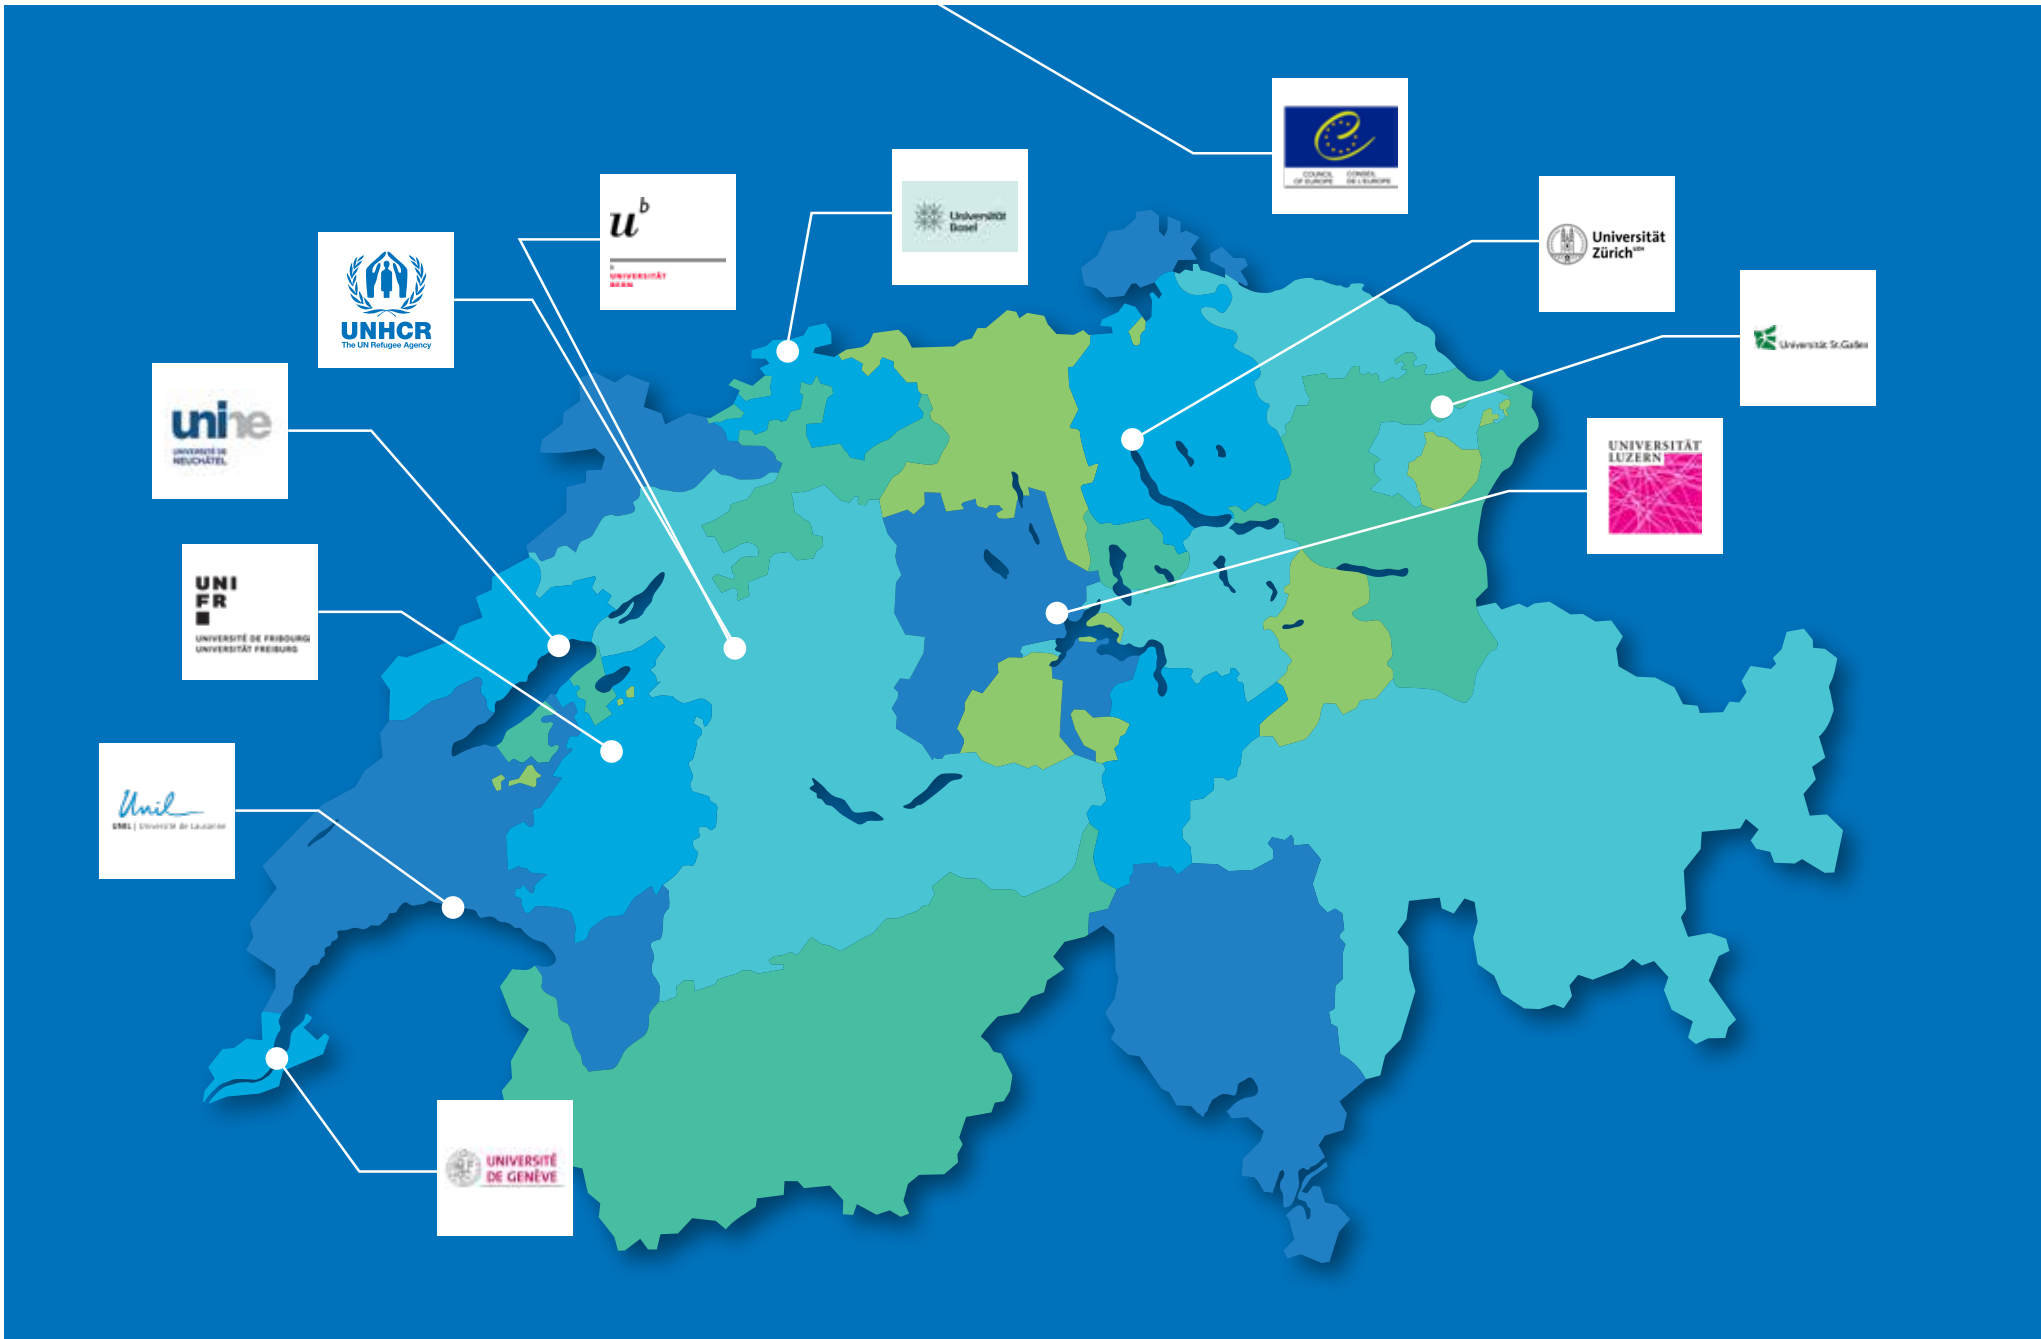 COUNCIL OF EUROPE
CONSEIL DE L'EUROPE
Universität
Basel
u
b
b
UNIVERSITÄT
BERN
Universität
Zürich UZH
UNHCR
The UN Refugee Agency
Universität St.Gallen
unine
UNIVERSITÉ DE
NEUCHÂTEL
UNIVERSITÄT
LUZERN
UNI
FR
UNIVERSITÉ DE FRIBOURG
UNIVERSITÄT FREIBURG
Unil
UNIL | Université de Lausanne
UNIVERSITÉ
DE GENÈVE